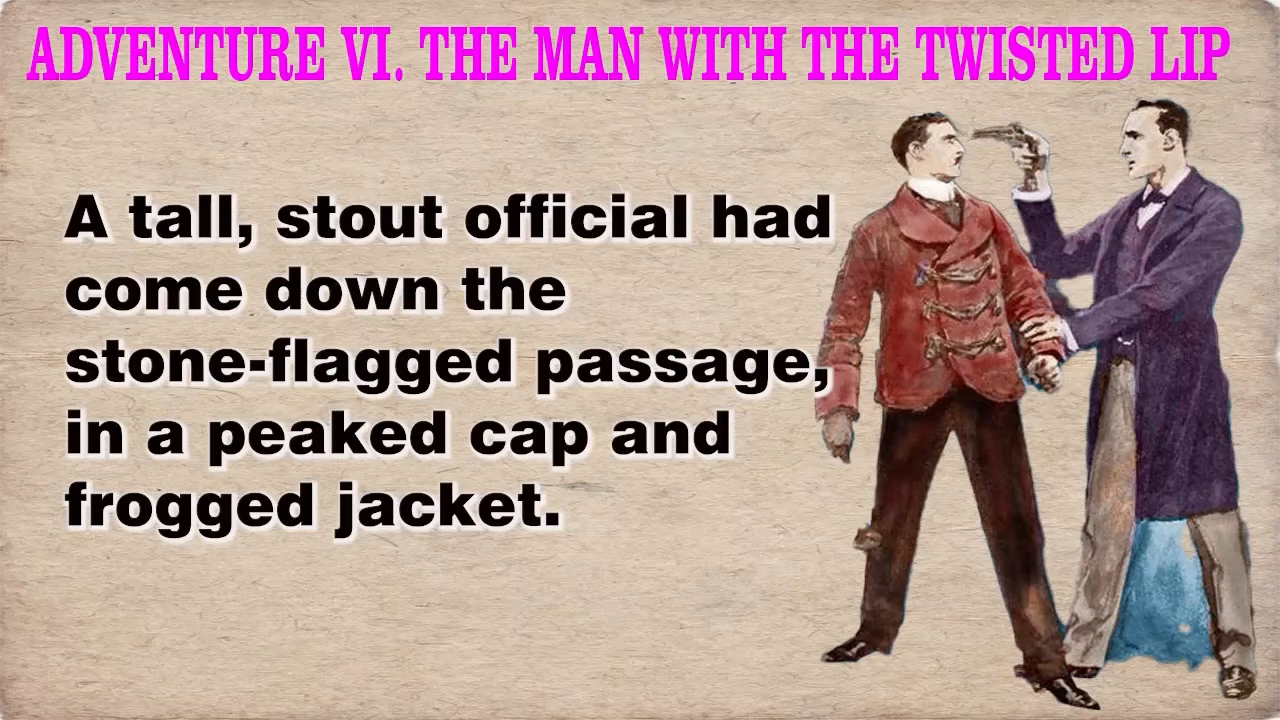 ADVENTURE VI. THE MAN WITH THE TWISTED LIP
A tall, stout official had
come down the
stone-flagged passage,
in a peaked cap and
frogged jacket.